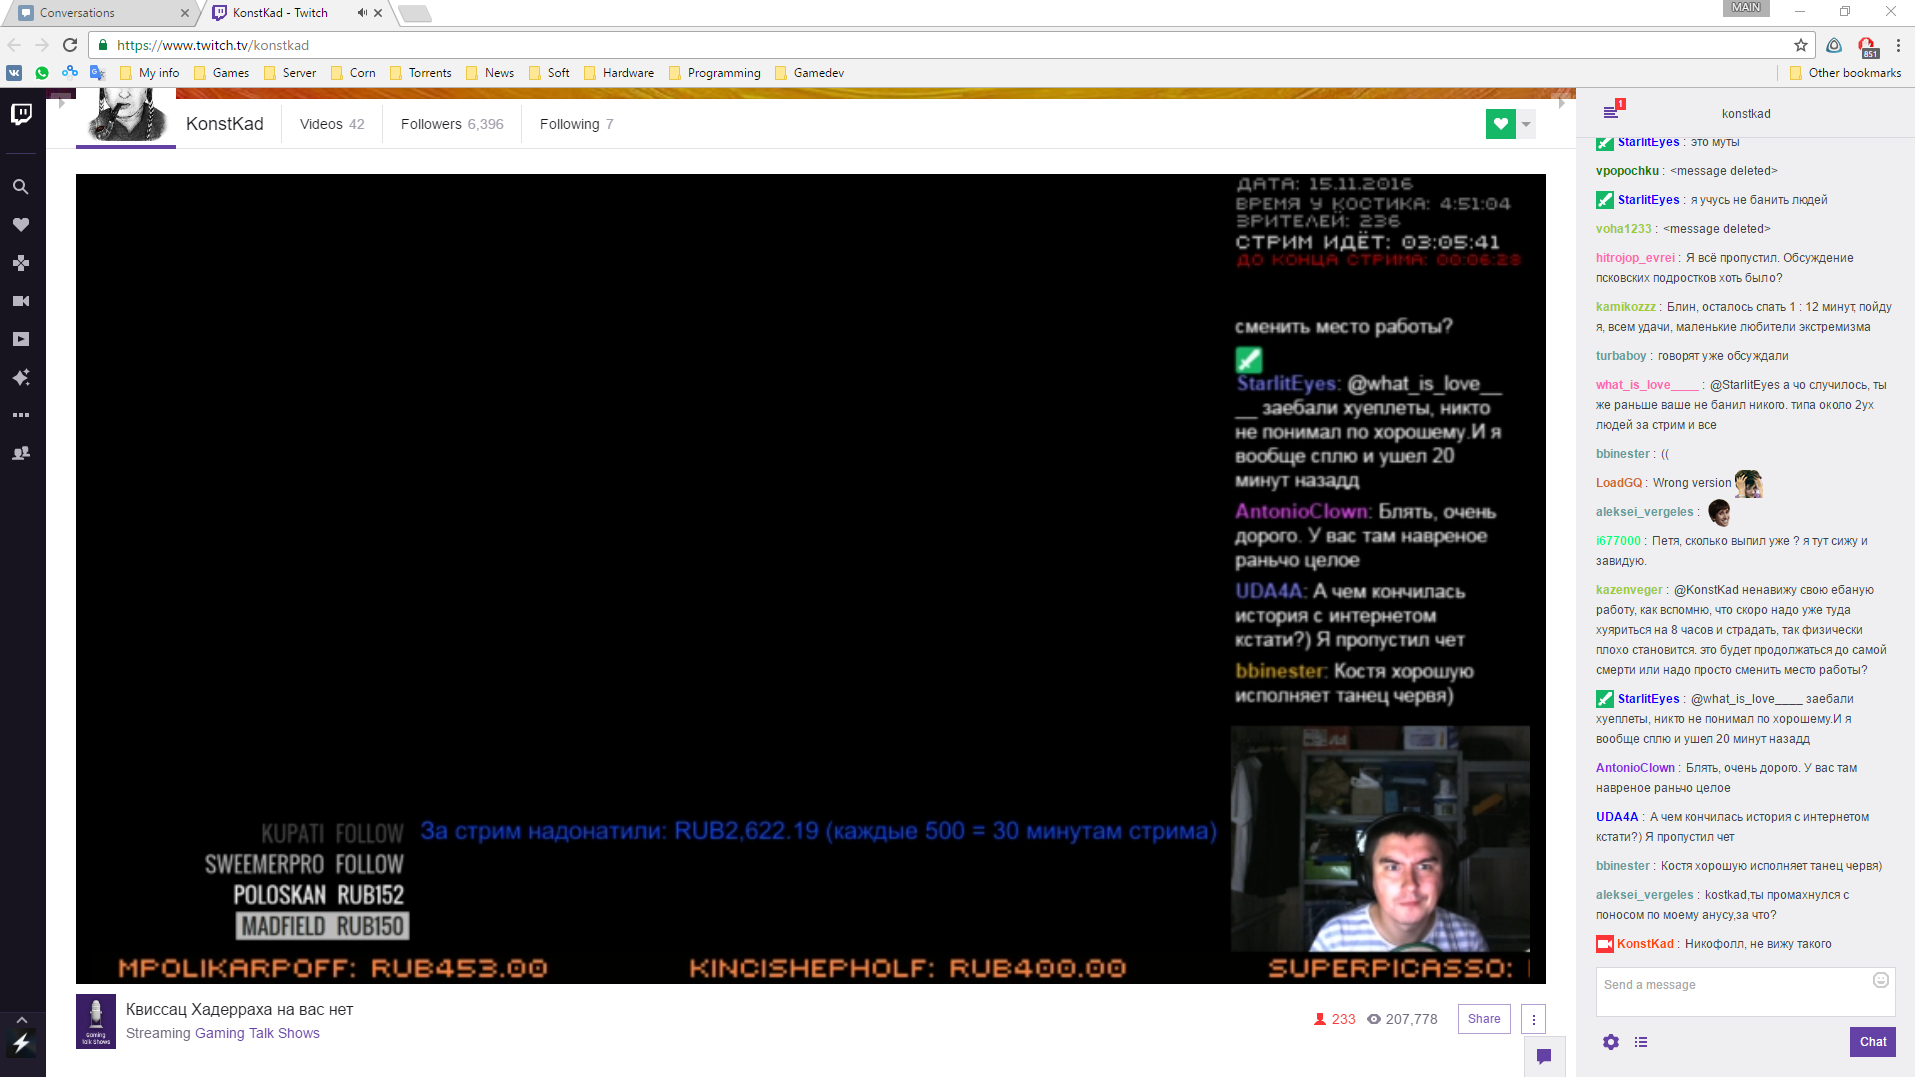 Conversations
KonstKad - Twitch
MAIN
https://www.twitch.tv/konstkad
851
My info
Games
Server
Corn
Torrents
News
Soft
Hardware
Programming
Gamedev
Other bookmarks
KonstKad
Videos 42
Followers 6,396
Following 7
ДАТА: 15.11.2016
ВРЕМЯ У КОСТИКА: 4:51:04
ЗРИТЕЛЕЙ: 236
СТРИМ ИДЁТ: 03:05:41
ДО КОНЦА СТРИМА: 00:06:28
сменить место работы?
StarlitEyes: @what_is_love__
__ заебали хуеплеты, никто
не понимал по хорошему.И я
вообще сплю и ушел 20
минут назадд
AntonioClown: Блять, очень
дорого. У вас там навреное
раньчо целое
UDA4A: А чем кончилась
история с интернетом
кстати?) Я пропустил чет
bbinester: Костя хорошую
исполняет танец червя)
KUPATI FOLLOW
SWEEMERPRO FOLLOW
POLOSKAN RUB152
MADFIELD RUB150
За стрим надонатили: RUB2,622.19 (каждые 500 = 30 минутам стрима)
MPOLIKARPOFF: RUB453.00
KINCISHEPHOLF: RUB400.00
SUPERPICASSO:
Gaming
Talk Shows
Квиссац Хадерраха на вас нет
Streaming Gaming Talk Shows
233
207,778
Share
1
konstkad
StarlitEyes : это муты
vpopochku : <message deleted>
StarlitEyes : я учусь не банить людей
voha1233 : <message deleted>
hitrojop_evrei : Я всё пропустил. Обсуждение
псковских подростков хоть было?
kamikozzz : Блин, осталось спать 1 : 12 минут, пойду
я, всем удачи, маленькие любители экстремизма
turbaboy : говорят уже обсуждали
what_is_love____ : @StarlitEyes а чо случилось, ты
же раньше ваше не банил никого. типа около 2ух
людей за стрим и все
bbinester : ((
LoadGQ : Wrong version
aleksei_vergeles :
i677000 : Петя, сколько выпил уже ? я тут сижу и
завидую.
kazenveger : @KonstKad ненавижу свою ебаную
работу, как вспомню, что скоро надо уже туда
хуяриться на 8 часов и страдать, так физически
плохо становится. это будет продолжаться до самой
смерти или надо просто сменить место работы?
StarlitEyes : @what_is_love____ заебали
хуеплеты, никто не понимал по хорошему.И я
вообще сплю и ушел 20 минут назадд
AntonioClown : Блять, очень дорого. У вас там
навреное раньчо целое
UDA4A : А чем кончилась история с интернетом
кстати?) Я пропустил чет
bbinester : Костя хорошую исполняет танец червя)
aleksei_vergeles : kostkad,ты промахнулся с
поносом по моему анусу,за что?
KonstKad : Никофолл, не вижу такого
Send a message
Chat